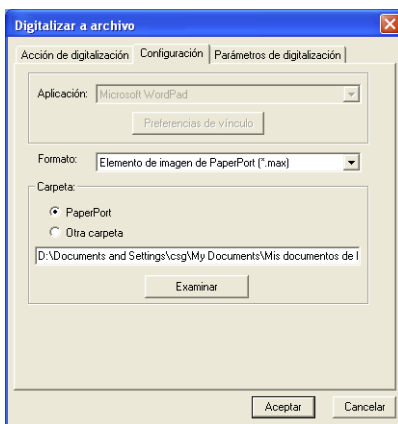 Digitalizar a archivo
Acción de digitalización Configuración Parámetros de digitalización
Aplicación: Microsoft WordPad
Preferencias de vínculo
Formato: Elemento de imagen de PaperPort (*.max)
Carpeta:
PaperPort
Otra carpeta
D:\Documents and Settings\csg\My Documents\Mis documentos de l
Examinar
Aceptar Cancelar